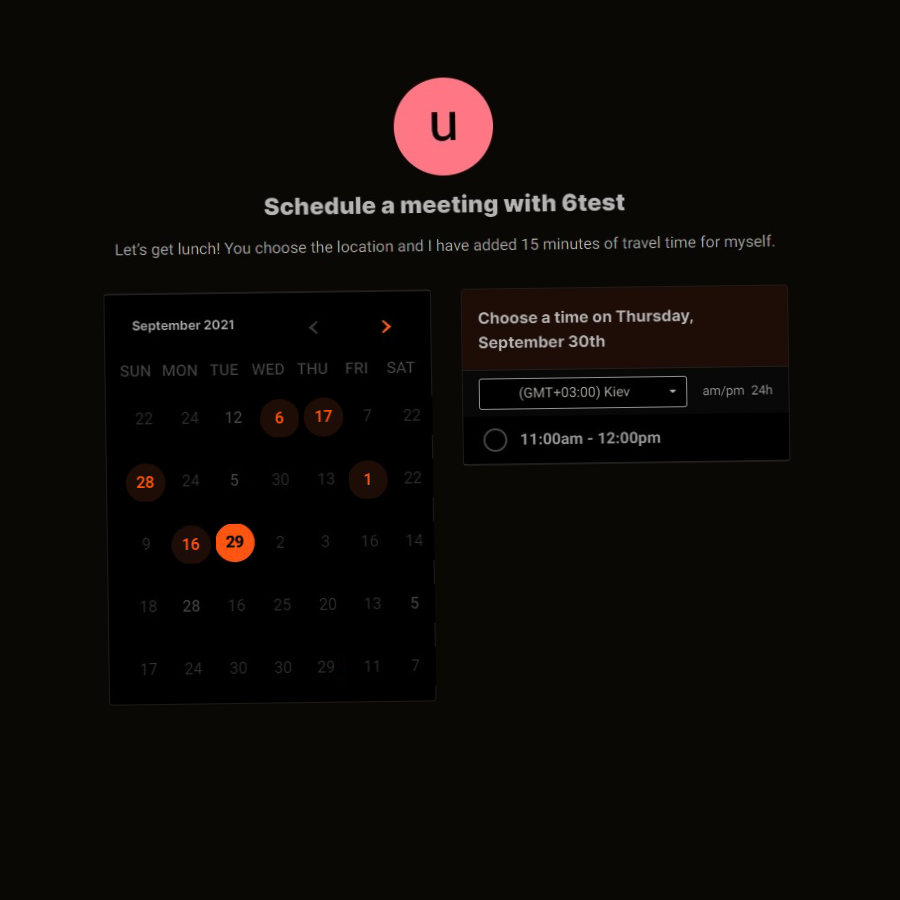 u
Schedule a meeting with 6test
Let's get lunch! You choose the location and I have added 15 minutes of travel time for myself.
September 2021
SUN MON TUE WED THU FRI SAT
22 24 12 6 17 7 22
28 24 5 30 13 1 22
9 16 29 2 3 16 14
18 28 16 25 20 13 5
17 24 30 30 29 11 7
Choose a time on Thursday,
September 30th
(GMT+03:00) Kiev
am/pm 24h
11:00am - 12:00pm